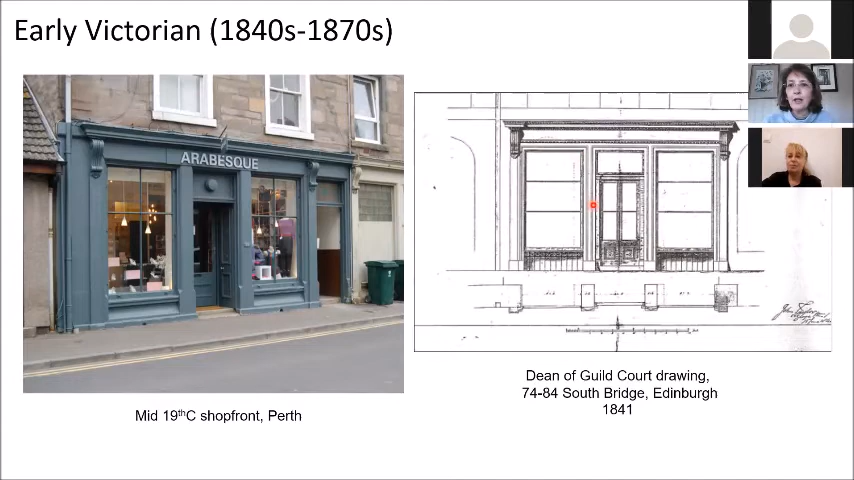 Early Victorian (1840s-1870s)
ARABESQUE
Mid 19thC shopfront, Perth
Dean of Guild Court drawing,
74-84 South Bridge, Edinburgh
1841